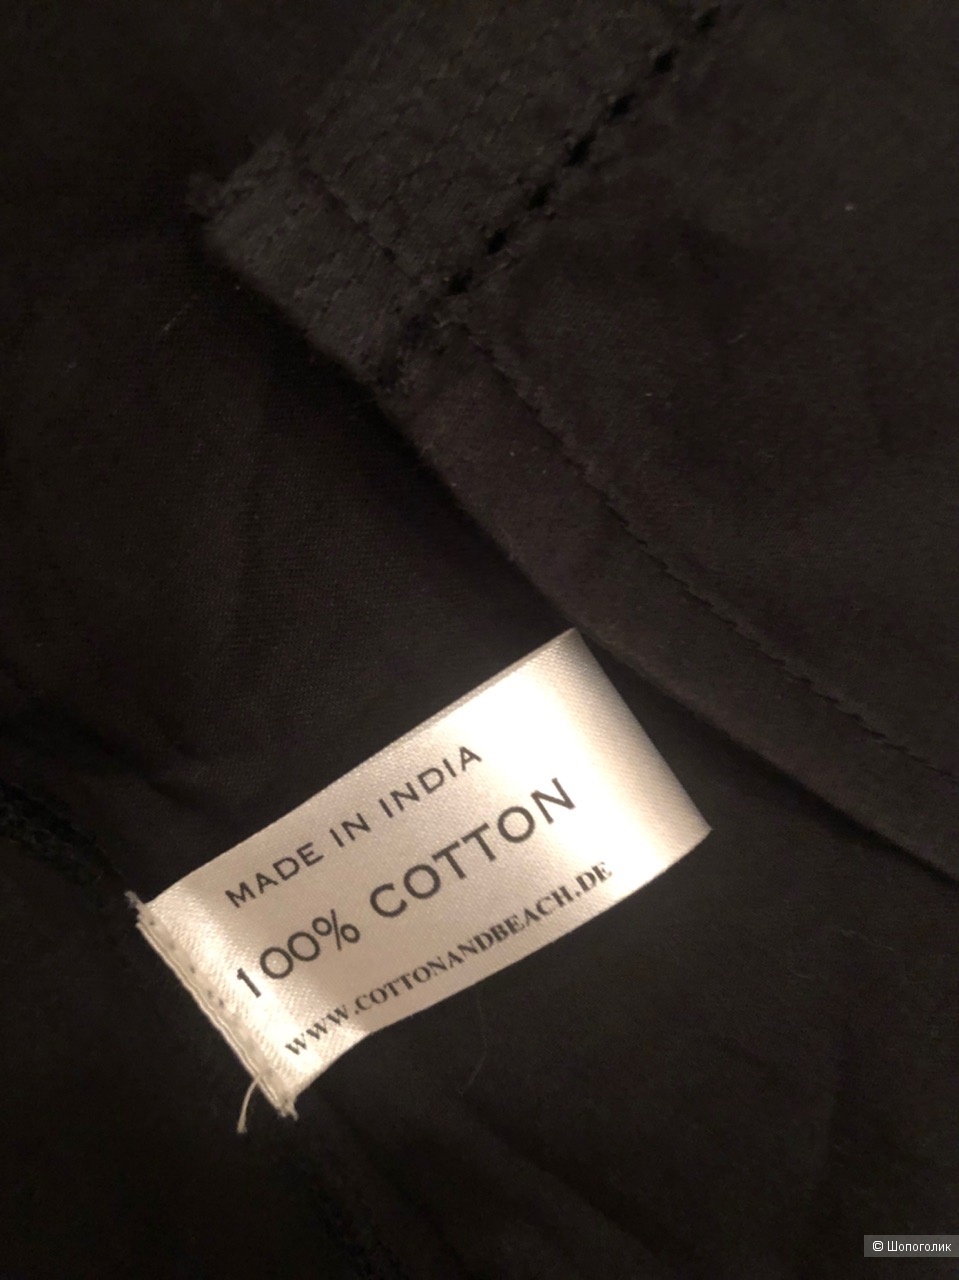 MADE IN INDIA
100% COTTON
WWW.COTTONANDBEACH.DE
© Шопоголик